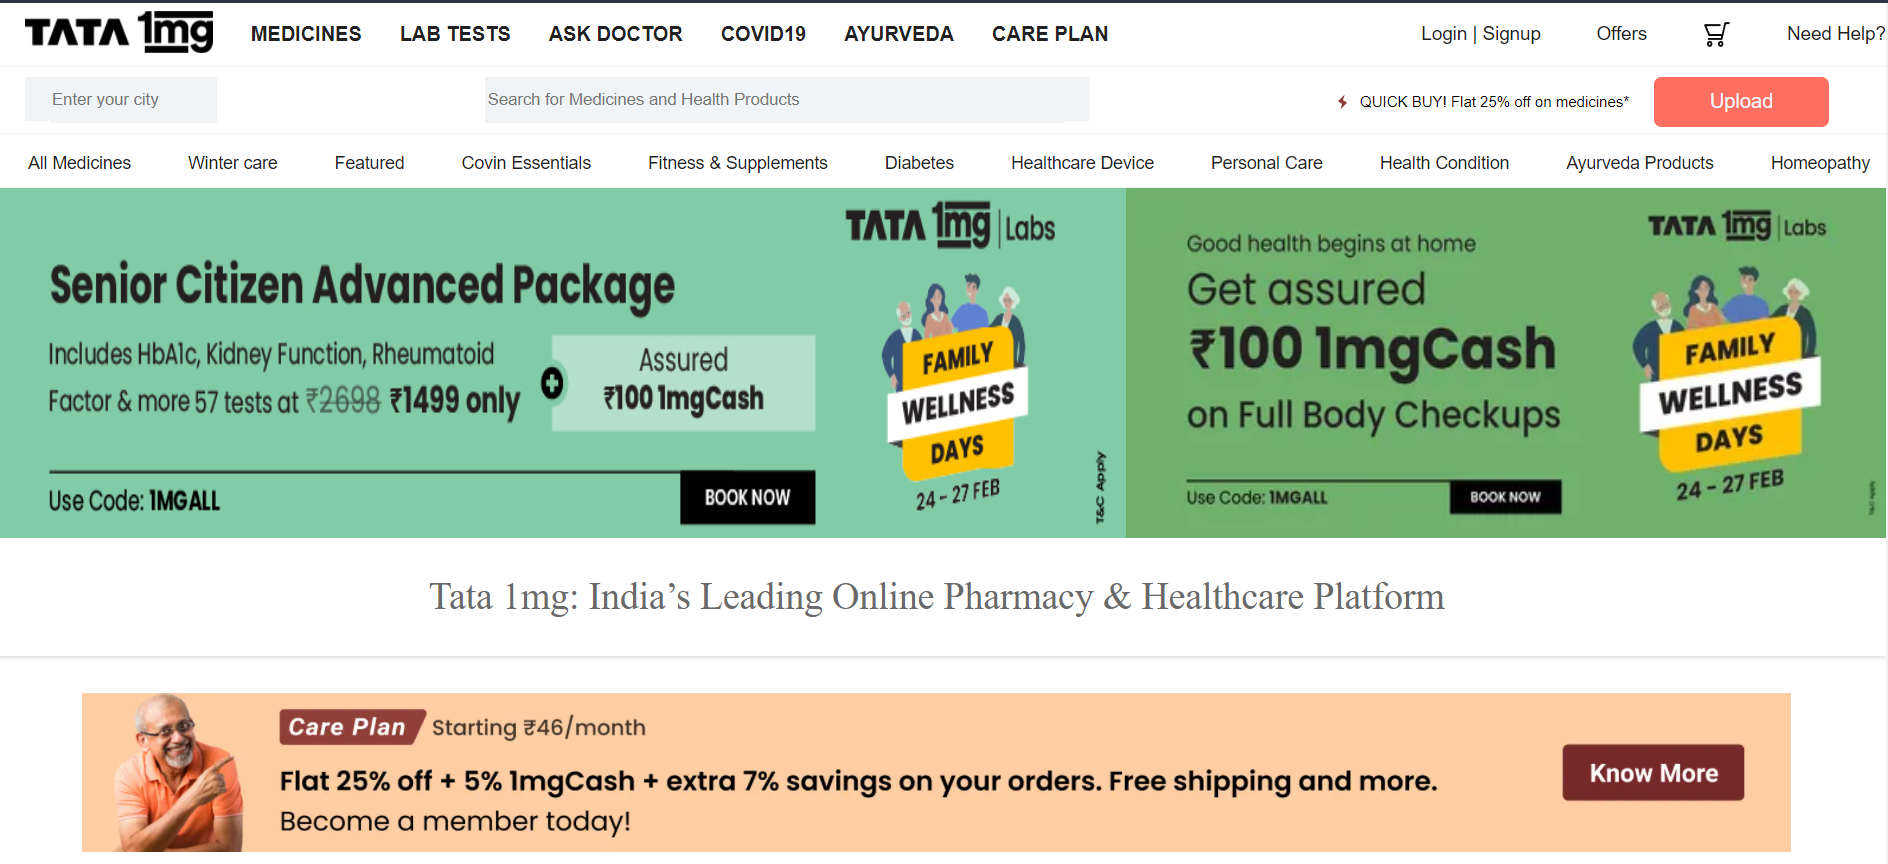 TATA 1mg
MEDICINES LAB TESTS ASK DOCTOR COVID19 AYURVEDA CARE PLAN Login | Signup Offers Need Help?
Enter your city
Search for Medicines and Health Products
QUICK BUY! Flat 25% off on medicines*
Upload
All Medicines Winter care Featured Covin Essentials Fitness & Supplements Diabetes Healthcare Device Personal Care Health Condition Ayurveda Products Homeopathy
TATA 1mg | Labs
Senior Citizen Advanced Package
Includes HbA1c, Kidney Function, Rheumatoid
Factor & more 57 tests at ₹2698 ₹1499 only
Assured
₹100 1mgCash
Use Code: 1MGALL
BOOK NOW
FAMILY
WELLNESS
DAYS
24 – 27 FEB
T&C Apply
TATA 1mg | Labs
Good health begins at home
Get assured
₹100 1mgCash
on Full Body Checkups
Use Code: 1MGALL
BOOK NOW
FAMILY
WELLNESS
DAYS
24 – 27 FEB
T&C Apply
Tata 1mg: India’s Leading Online Pharmacy & Healthcare Platform
Care Plan Starting ₹46/month
Flat 25% off + 5% 1mgCash + extra 7% savings on your orders. Free shipping and more.
Become a member today!
Know More